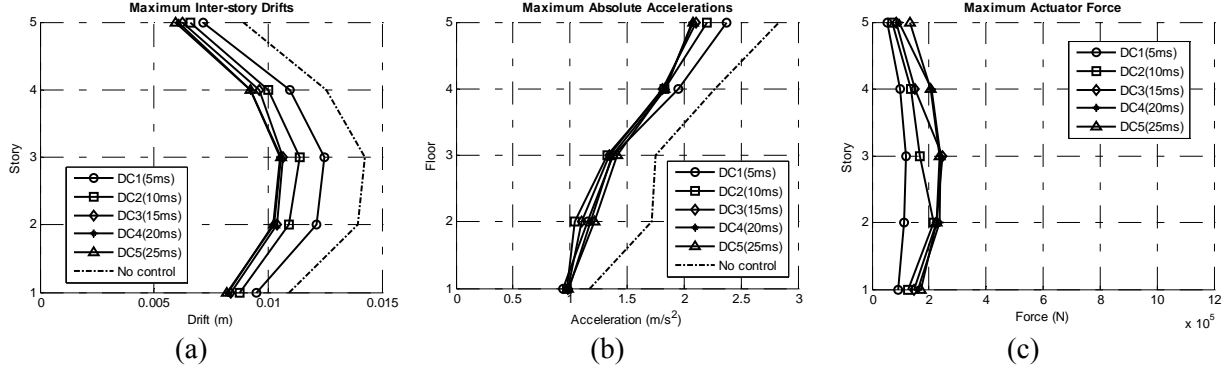 Maximum Inter-story Drifts
5
4
3
2
1
Story
0
0.005
0.01
0.015
Drift (m)
DC1(5ms)
DC2(10ms)
DC3(15ms)
DC4(20ms)
DC5(25ms)
No control
(a)
Maximum Absolute Accelerations
5
4
3
2
1
Floor
0
0.5
1
1.5
2
2.5
3
Acceleration (m/s²)
DC1(5ms)
DC2(10ms)
DC3(15ms)
DC4(20ms)
DC5(25ms)
No control
(b)
Maximum Actuator Force
5
4
3
2
1
Story
0
2
4
6
8
10
12
x 10⁵
Force (N)
DC1(5ms)
DC2(10ms)
DC3(15ms)
DC4(20ms)
DC5(25ms)
(c)